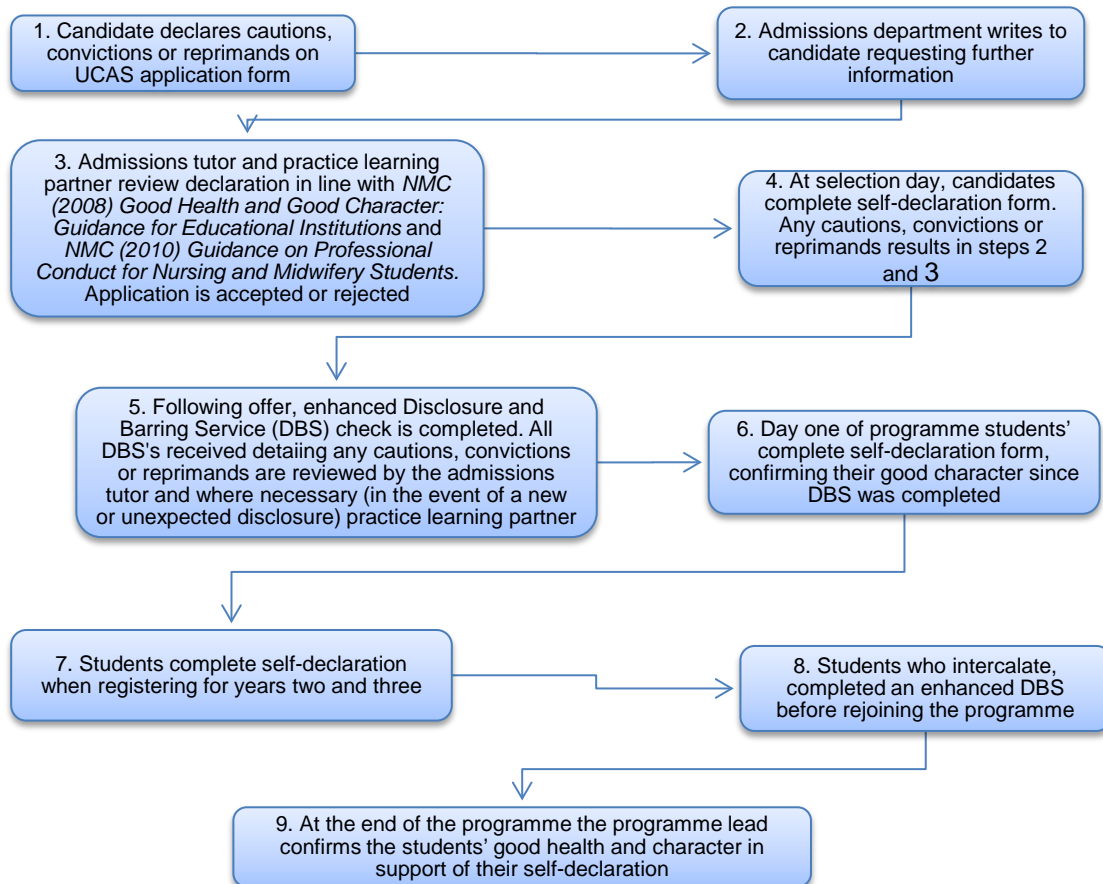 1. Candidate declares cautions,
convictions or reprimands on
UCAS application form
2. Admissions department writes to
candidate requesting further
information
3. Admissions tutor and practice learning
partner review declaration in line with NMC
(2008) Good Health and Good Character:
Guidance for Educational Institutions and
NMC (2010) Guidance on Professional
Conduct for Nursing and Midwifery Students.
Application is accepted or rejected
4. At selection day, candidates
complete self-declaration form.
Any cautions, convictions or
reprimands results in steps 2
and 3
5. Following offer, enhanced Disclosure and
Barring Service (DBS) check is completed. All
DBS's received detaiing any cautions, convictions
or reprimands are reviewed by the admissions
tutor and where necessary (in the event of a new
or unexpected disclosure) practice learning partner
6. Day one of programme students’
complete self-declaration form,
confirming their good character since
DBS was completed
7. Students complete self-declaration
when registering for years two and three
8. Students who intercalate,
completed an enhanced DBS
before rejoining the programme
9. At the end of the programme the programme lead
confirms the students’ good health and character in
support of their self-declaration